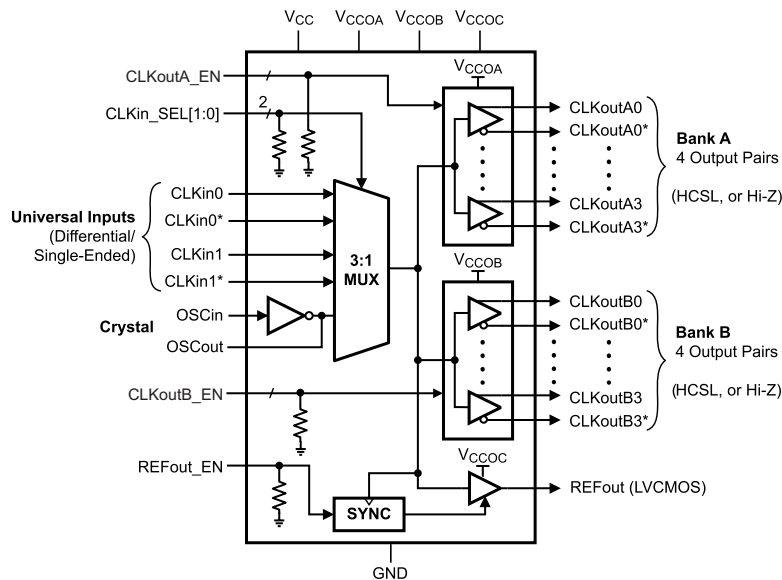 VCC
VCCOA
VCCOB
VCCOC
CLKoutA_EN
2
CLKin_SEL[1:0]
Universal Inputs
(Differential/
Single-Ended)
CLKin0
CLKin0*
CLKin1
CLKin1*
Crystal
OSCin
OSCout
CLKoutB_EN
REFout_EN
3:1
MUX
VCCOA
CLKoutA0
CLKoutA0*
CLKoutA3
CLKoutA3*
Bank A
4 Output Pairs
(HCSL, or Hi-Z)
VCCOB
CLKoutB0
CLKoutB0*
CLKoutB3
CLKoutB3*
Bank B
4 Output Pairs
(HCSL, or Hi-Z)
VCCOC
SYNC
REFout (LVCMOS)
GND